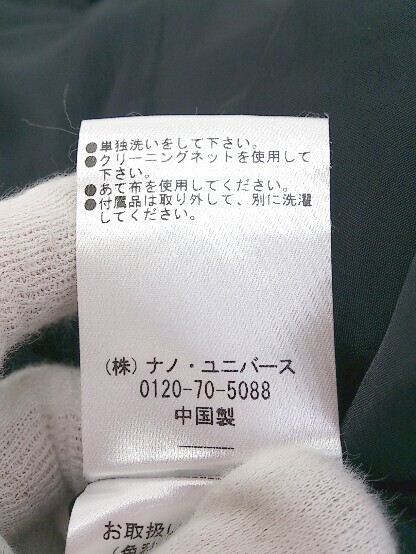 ●単独洗いをして下さい。
●クリーニングネットを使用して
下さい。
●あて布を使用してください。
●付属品は取り外して、別に洗濯
してください。
(株)ナノ・ユニバース
0120-70-5088
中国製
お取扱い